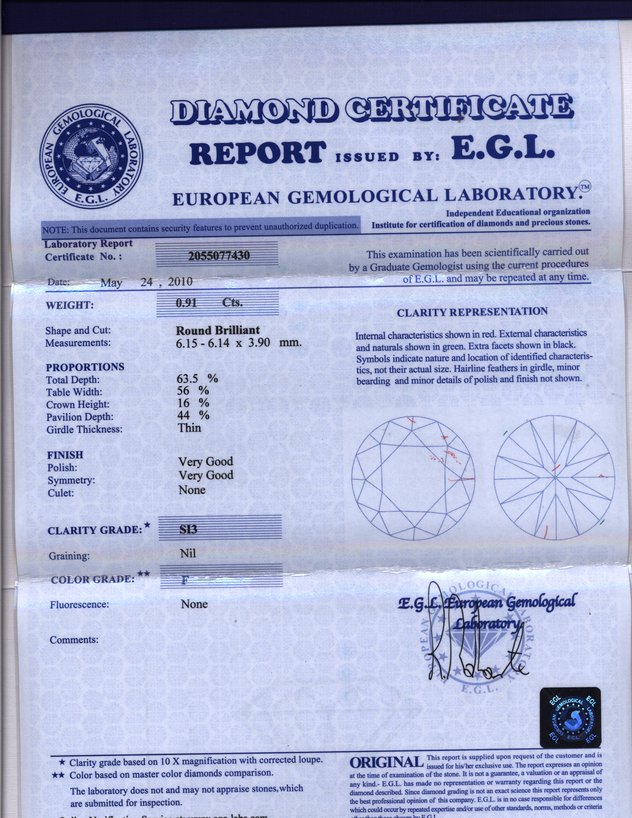 EUROPEAN GEMOLOGICAL LABORATORY
E.G.L.
DIAMOND CERTIFICATE
REPORT ISSUED BY: E.G.L.
EUROPEAN GEMOLOGICAL LABORATORY.™
Independent Educational organization
Institute for certification of diamonds and precious stones.
NOTE: This document contains security features to prevent unauthorized duplication.
Laboratory Report
Certificate No. : 2055077430
Date: May 24 , 2010
WEIGHT: 0.91 Cts.
Shape and Cut: Round Brilliant
Measurements: 6.15 - 6.14 x 3.90 mm.
PROPORTIONS
Total Depth: 63.5 %
Table Width: 56 %
Crown Height: 16 %
Pavilion Depth: 44 %
Girdle Thickness: Thin
FINISH
Polish: Very Good
Symmetry: Very Good
Culet: None
CLARITY GRADE:★ SI3
Graining: Nil
COLOR GRADE:★★ F
Fluorescence: None
Comments:
This examination has been scientifically carried out
by a Graduate Gemologist using the current procedures
of E.G.L. and may be repeated at any time.
CLARITY REPRESENTATION
Internal characteristics shown in red. External characteristics
and naturals shown in green. Extra facets shown in black.
Symbols indicate nature and location of identified characteris-
tics, not their actual size. Hairline feathers in girdle, minor
bearding and minor details of polish and finish not shown.
E.G.L. European Gemological
Laboratory
E.G.L.
EGL
EGL
EGL
EGL
★ Clarity grade based on 10 X magnification with corrected loupe.
★★ Color based on master color diamonds comparison.
The laboratory does not and may not appraise stones, which
are submitted for inspection.
ORIGINAL This report is supplied upon request of the customer and is
issued for his/her exclusive use. The report expresses an opinion
at the time of examination of the stone. It is not a guarantee, a valuation or an appraisal of
any kind.- E.G.L. has made no representation or warranty regarding this report or the
diamond described. Since diamond grading is not an exact science this report represents only
the best professional opinion of this company. E.G.L. is in no case responsible for differences
which could occur by repeated expertise and/or use of other standards, norms, methods or criteria